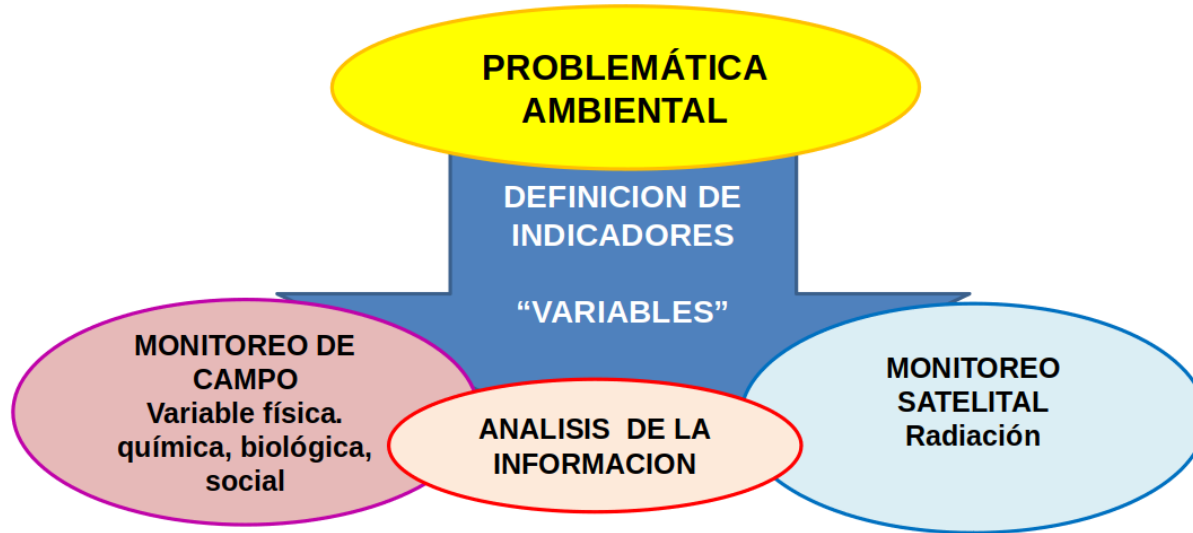 PROBLEMÁTICA
AMBIENTAL
DEFINICION DE
INDICADORES
“VARIABLES”
MONITOREO DE
CAMPO
Variable física.
química, biológica,
social
ANALISIS DE LA
INFORMACION
MONITOREO
SATELITAL
Radiación